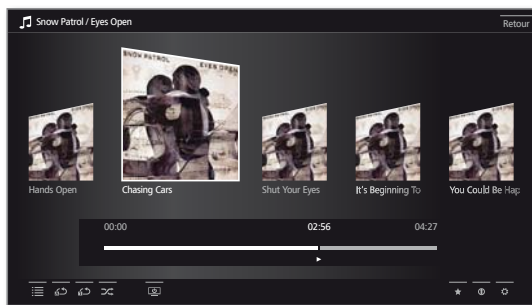 Snow Patrol / Eyes Open
Retour
SNOW PATROL EYES OPEN
Hands Open
Chasing Cars
Shut Your Eyes
It's Beginning To
You Could Be Hap
00:00 02:56 04:27